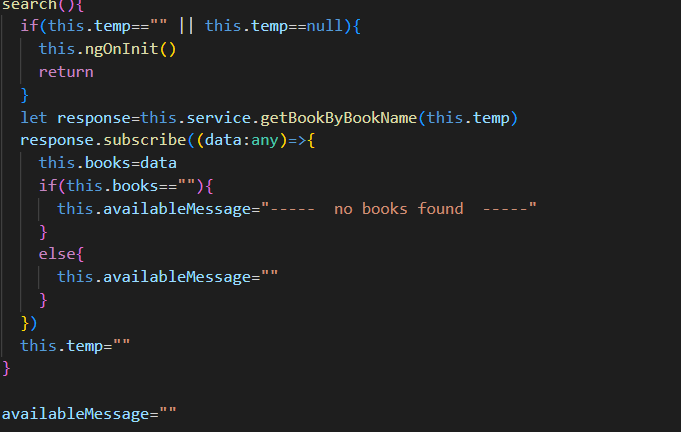 search(){
if(this.temp=="" || this.temp==null){
this.ngOnInit()
return
}
let response=this.service.getBookByBookName(this.temp)
response.subscribe((data:any)=>{
this.books=data
if(this.books==""){
this.availableMessage="-----  no books found  -----"
}
else{
this.availableMessage=""
}
})
this.temp=""
}
availableMessage=""